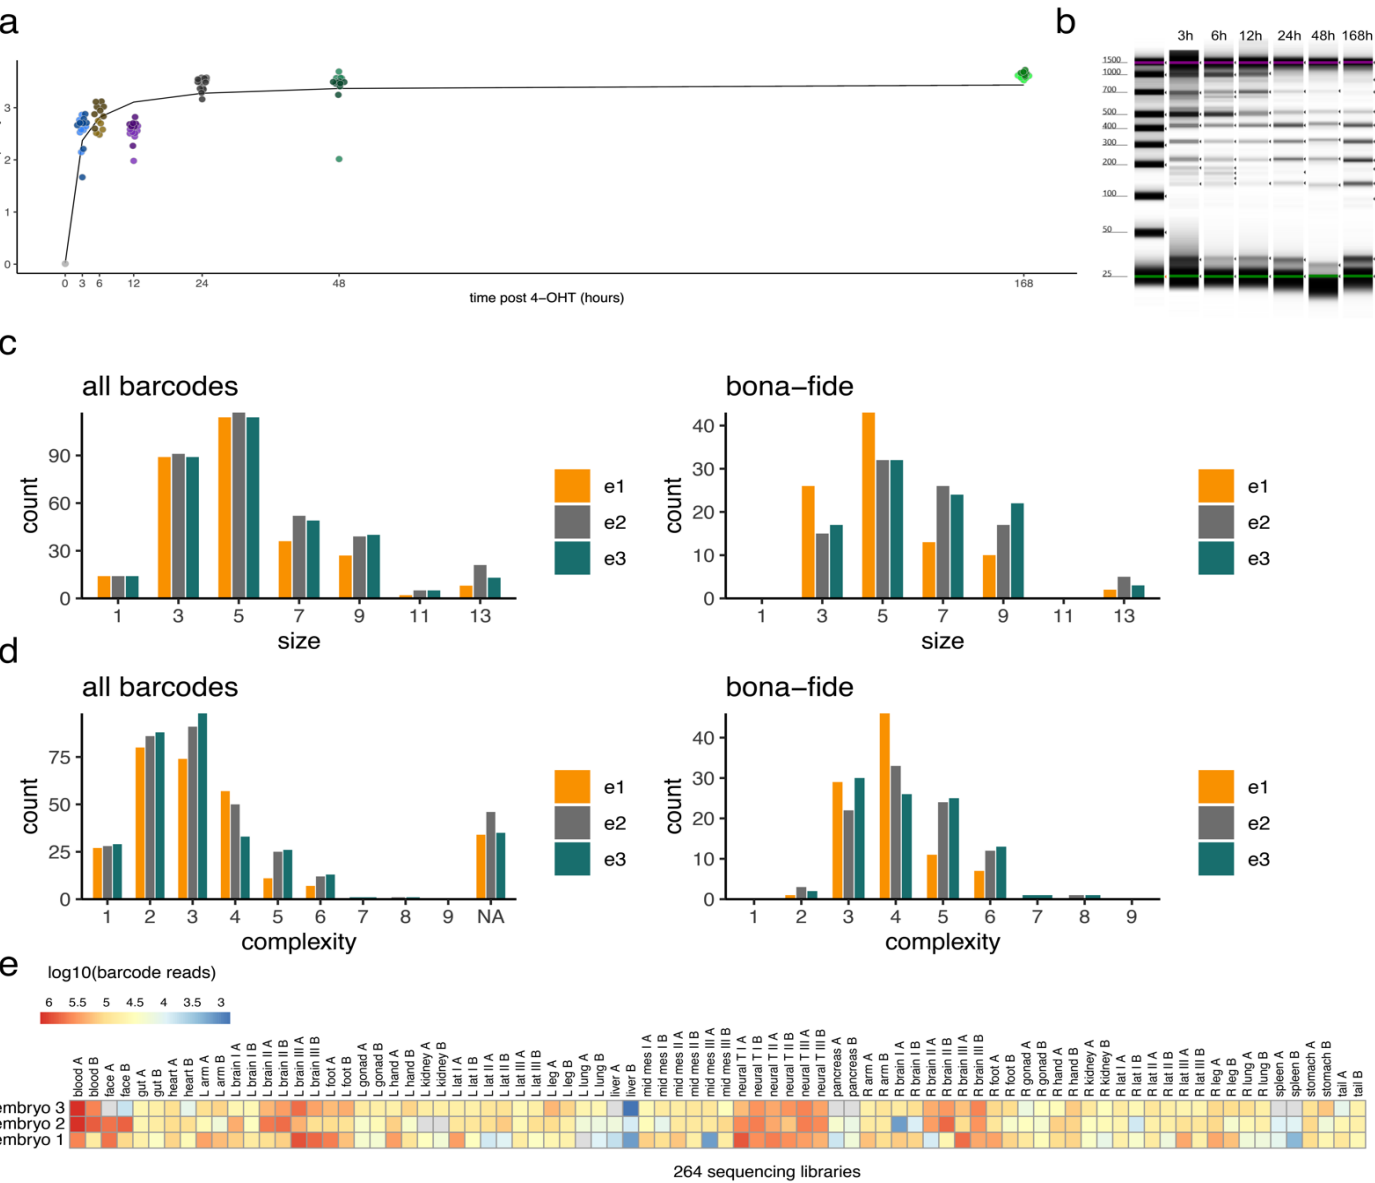 a
3
2
1
0
0 3 6 12 24 48 168
time post 4−OHT (hours)
b
3h 6h 12h 24h 48h 168h
1500
1000
700
500
400
300
200
100
50
25
c
all barcodes
count
90
60
30
0
1 3 5 7 9 11 13
size
e1
e2
e3
bona−fide
count
40
30
20
10
0
1 3 5 7 9 11 13
size
e1
e2
e3
d
all barcodes
count
75
50
25
0
1 2 3 4 5 6 7 8 9 NA
complexity
e1
e2
e3
bona−fide
count
40
30
20
10
0
1 2 3 4 5 6 7 8 9
complexity
e1
e2
e3
e
log10(barcode reads)
6 5.5 5 4.5 4 3.5 3
blood A
blood B
face A
face B
gut A
gut B
heart A
heart B
L arm A
L arm B
L brain I A
L brain I B
L brain II A
L brain II B
L brain III A
L brain III B
L foot A
L foot B
L gonad A
L gonad B
L hand A
L hand B
L kidney A
L kidney B
L lat I A
L lat I B
L lat II A
L lat II B
L lat III A
L lat III B
L leg A
L leg B
L lung A
L lung B
liver A
liver B
mid mes I A
mid mes I B
mid mes II A
mid mes II B
mid mes III A
mid mes III B
neural T I A
neural T I B
neural T II A
neural T II B
neural T III A
neural T III B
pancreas A
pancreas B
R arm A
R arm B
R brain I A
R brain I B
R brain II A
R brain II B
R brain III A
R brain III B
R foot A
R foot B
R gonad A
R gonad B
R hand A
R hand B
R kidney A
R kidney B
R lat I A
R lat I B
R lat II A
R lat II B
R lat III A
R lat III B
R leg A
R leg B
R lung A
R lung B
spleen A
spleen B
stomach A
stomach B
tail A
tail B
embryo 3
embryo 2
embryo 1
264 sequencing libraries